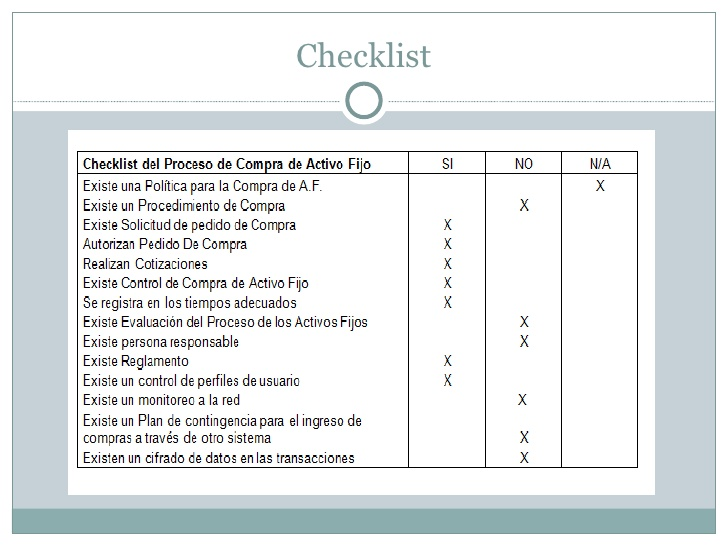 Checklist
Checklist del Proceso de Compra de Activo Fijo SI NO N/A
Existe una Política para la Compra de A.F. X
Existe un Procedimiento de Compra X
Existe Solicitud de pedido de Compra X
Autorizan Pedido De Compra X
Realizan Cotizaciones X
Existe Control de Compra de Activo Fijo X
Se registra en los tiempos adecuados X
Existe Evaluación del Proceso de los Activos Fijos X
Existe persona responsable X
Existe Reglamento X
Existe un control de perfiles de usuario X
Existe un monitoreo a la red X
Existe un Plan de contingencia para el ingreso de
compras a través de otro sistema X
Existen un cifrado de datos en las transacciones X